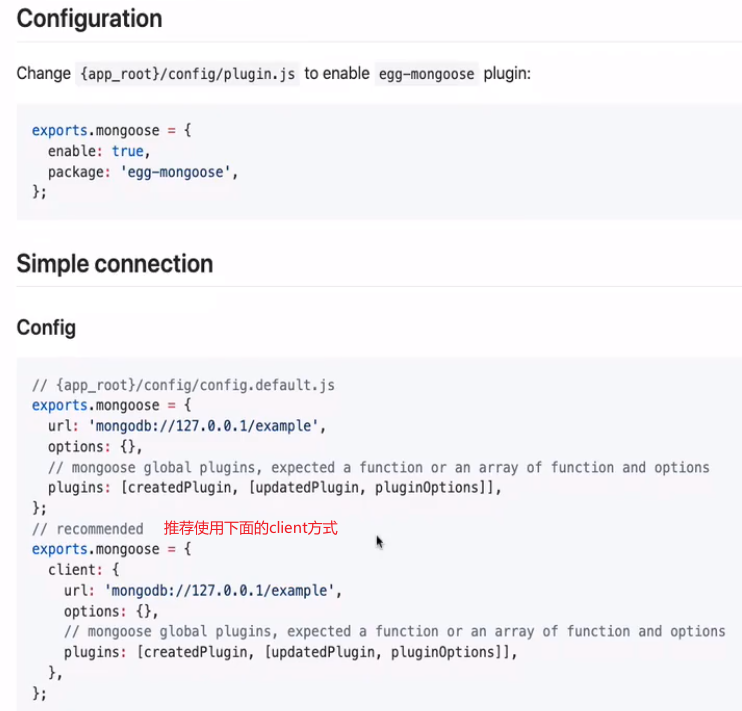 Configuration
Change {app_root}/config/plugin.js to enable egg-mongoose plugin:
exports.mongoose = {
  enable: true,
  package: 'egg-mongoose',
};
Simple connection
Config
// {app_root}/config/config.default.js
exports.mongoose = {
  url: 'mongodb://127.0.0.1/example',
  options: {},
  // mongoose global plugins, expected a function or an array of function and options
  plugins: [createdPlugin, [updatedPlugin, pluginOptions]],
};
// recommended 推荐使用下面的client方式
exports.mongoose = {
  client: {
    url: 'mongodb://127.0.0.1/example',
    options: {},
    // mongoose global plugins, expected a function or an array of function and options
    plugins: [createdPlugin, [updatedPlugin, pluginOptions]],
  },
};